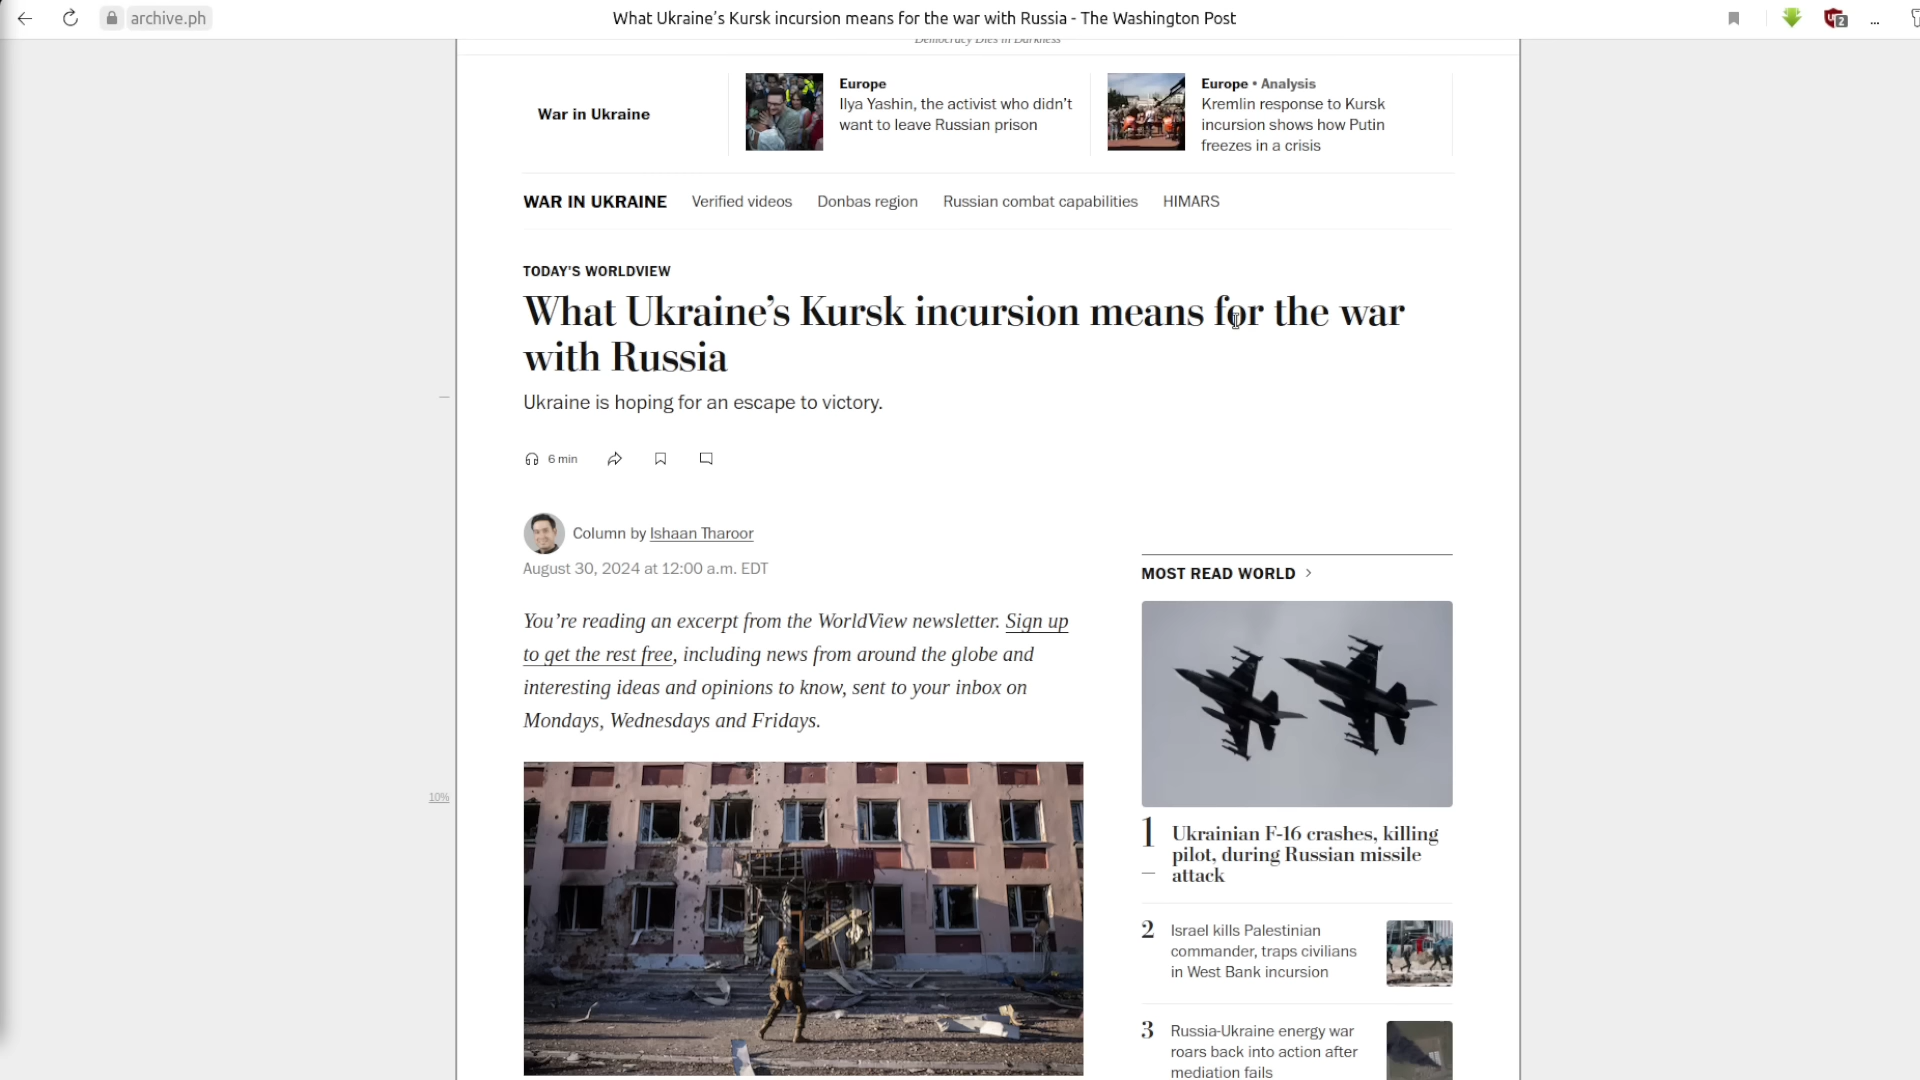 archive.ph
What Ukraine's Kursk incursion means for the war with Russia - The Washington Post
2
...
Democracy Dies in Darkness
War in Ukraine
Europe
Ilya Yashin, the activist who didn't
want to leave Russian prison
Europe • Analysis
Kremlin response to Kursk
incursion shows how Putin
freezes in a crisis
WAR IN UKRAINE Verified videos Donbas region Russian combat capabilities HIMARS
TODAY'S WORLDVIEW
What Ukraine's Kursk incursion means for the war
with Russia
Ukraine is hoping for an escape to victory.
6 min
Column by Ishaan Tharoor
August 30, 2024 at 12:00 a.m. EDT
You're reading an excerpt from the WorldView newsletter. Sign up
to get the rest free, including news from around the globe and
interesting ideas and opinions to know, sent to your inbox on
Mondays, Wednesdays and Fridays.
10%
MOST READ WORLD >
1 Ukrainian F-16 crashes, killing
pilot, during Russian missile
attack
2 Israel kills Palestinian
commander, traps civilians
in West Bank incursion
3 Russia-Ukraine energy war
roars back into action after
mediation fails